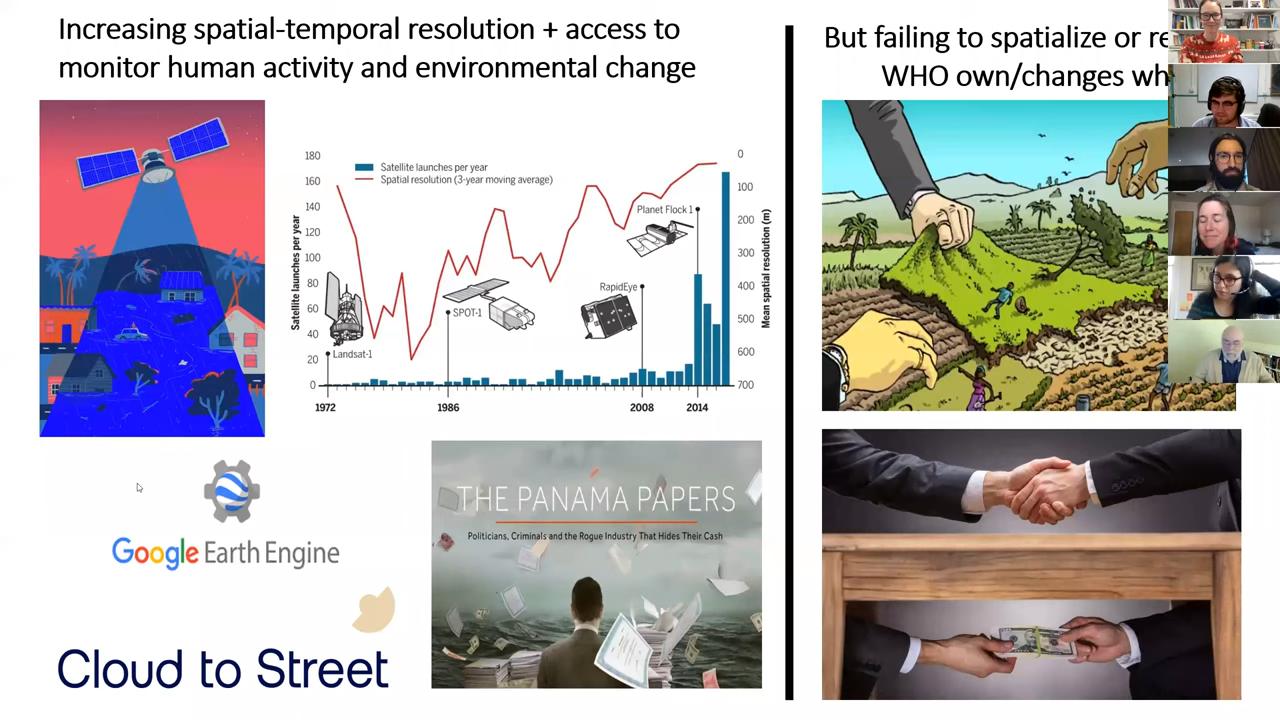 Increasing spatial-temporal resolution + access to
monitor human activity and environmental change
180
160
140
120
100
80
60
40
20
0
Satellite launches per year
Satellite launches per year
Spatial resolution (3-year moving average)
Landsat-1
SPOT-1
RapidEye
Planet Flock 1
1972
1986
2008
2014
0
100
200
300
400
500
600
700
Mean spatial resolution (m)
Google Earth Engine
Cloud to Street
THE PANAMA PAPERS
Politicians, Criminals and the Rogue Industry That Hides Their Cash
But failing to spatialize or
WHO own/changes